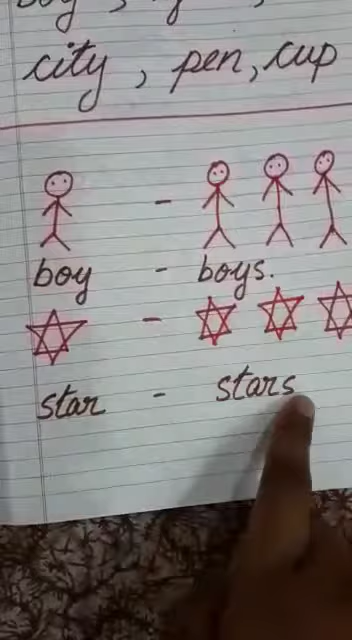 city, pen, cup
boy - boys.
star - stars